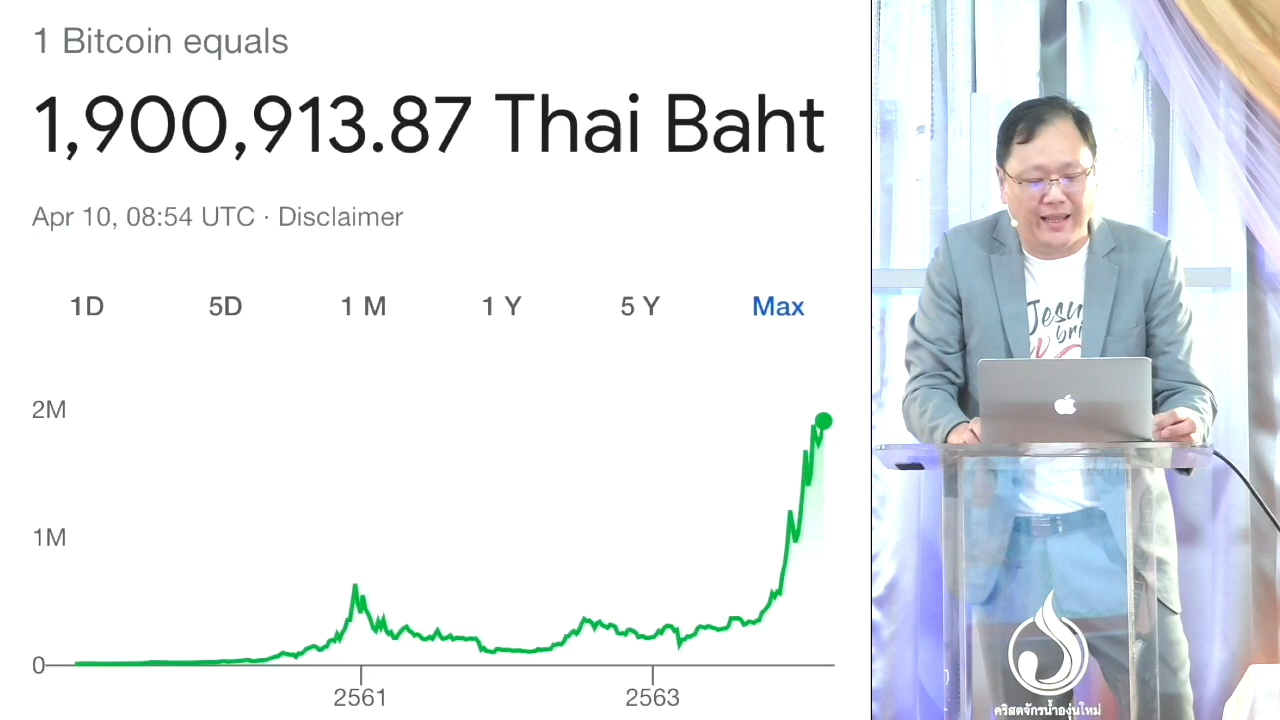 1 Bitcoin equals
1,900,913.87 Thai Baht
Apr 10, 08:54 UTC · Disclaimer
1D 5D 1 M 1 Y 5 Y Max
2M
1M
0
2561 2563
Jesu
bri
คริสตจักรน้ำองุ่นใหม่